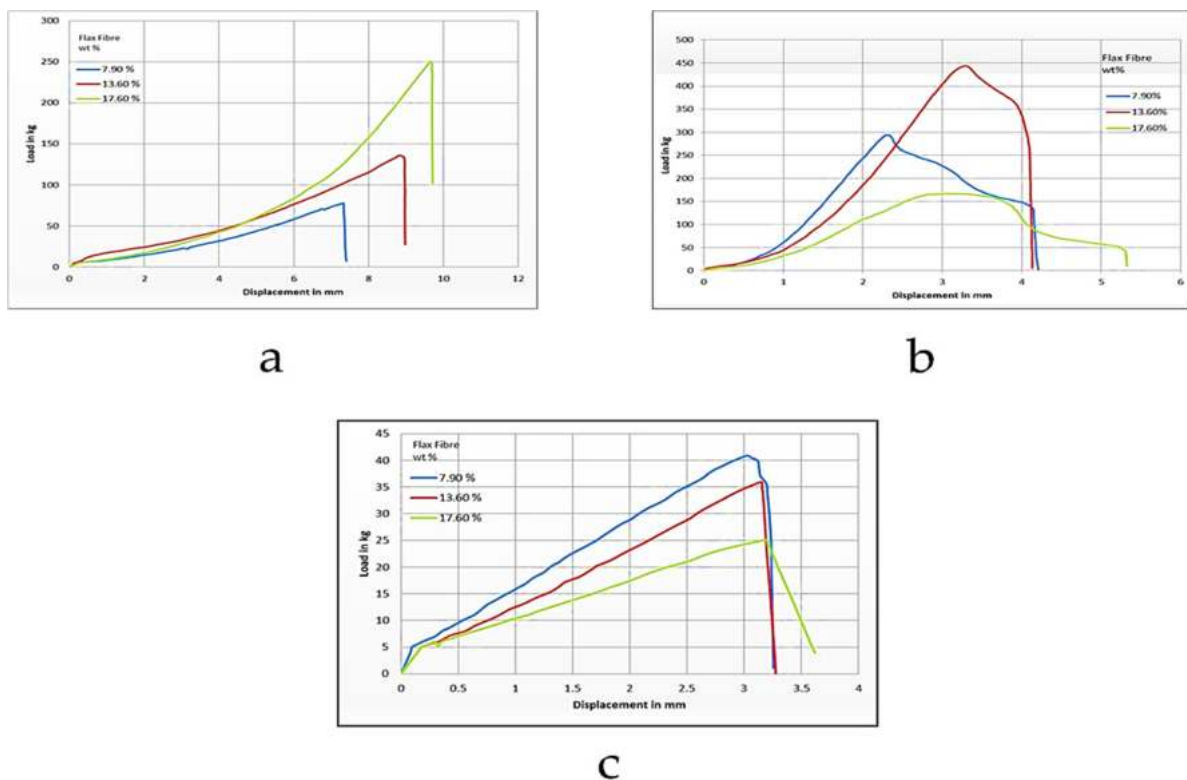 300
250
200
150
100
50
0
Load in kg
Flax Fibre
wt %
7.90 %
13.60 %
17.60 %
0 2 4 6 8 10 12
Displacement in mm
a
500
450
400
350
300
250
200
150
100
50
0
Load in kg
Flax Fibre
wt%
7.90%
13.60%
17.60%
0 1 2 3 4 5 6
Displacement in mm
b
45
40
35
30
25
20
15
10
5
0
Load in kg
Flax Fibre
wt %
7.90 %
13.60 %
17.60 %
0 0.5 1 1.5 2 2.5 3 3.5 4
Displacement in mm
c